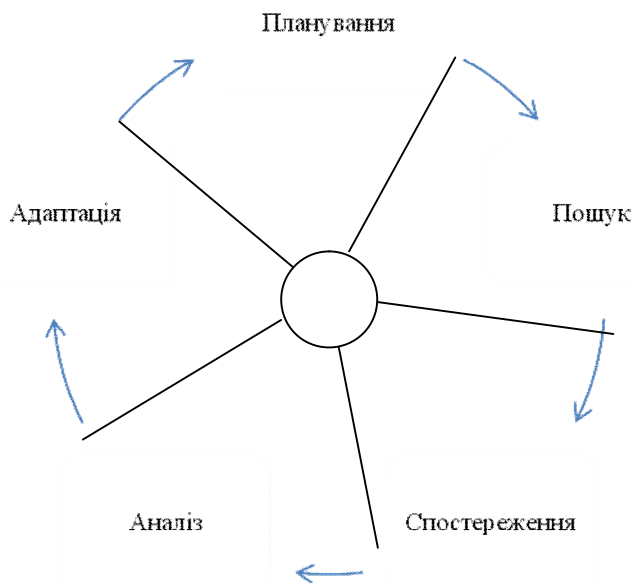 Планування
Адаптація
Пошук
Аналіз
Спостереження